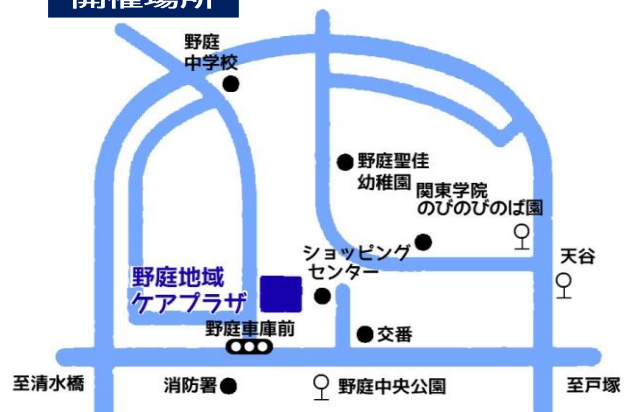 開催場所
野庭
中学校
野庭聖佳
幼稚園
関東学院
のびのびのば園
ショッピング
センター
天谷
野庭地域
ケアプラザ
野庭車庫前
交番
至清水橋
消防署
野庭中央公園
至戸塚